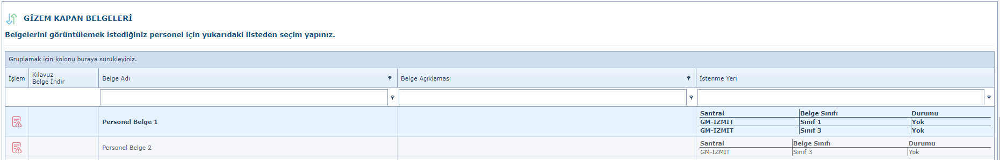 GİZEM KAPAN BELGELERİ
Belgelerini görüntülemek istediğiniz personel için yukarıdaki listeden seçim yapınız.
Gruplamak için kolonu buraya sürükleyiniz.
İşlem Kılavuz Belge İndir Belge Adı Belge Açıklaması İstenme Yeri
Santral Belge Sınıfı Durumu
Personel Belge 1 GM-IZMIT Sınıf 1 Yok
GM-IZMIT Sınıf 3 Yok
Santral Belge Sınıfı Durumu
Personel Belge 2 GM-IZMIT Sınıf 3 Yok